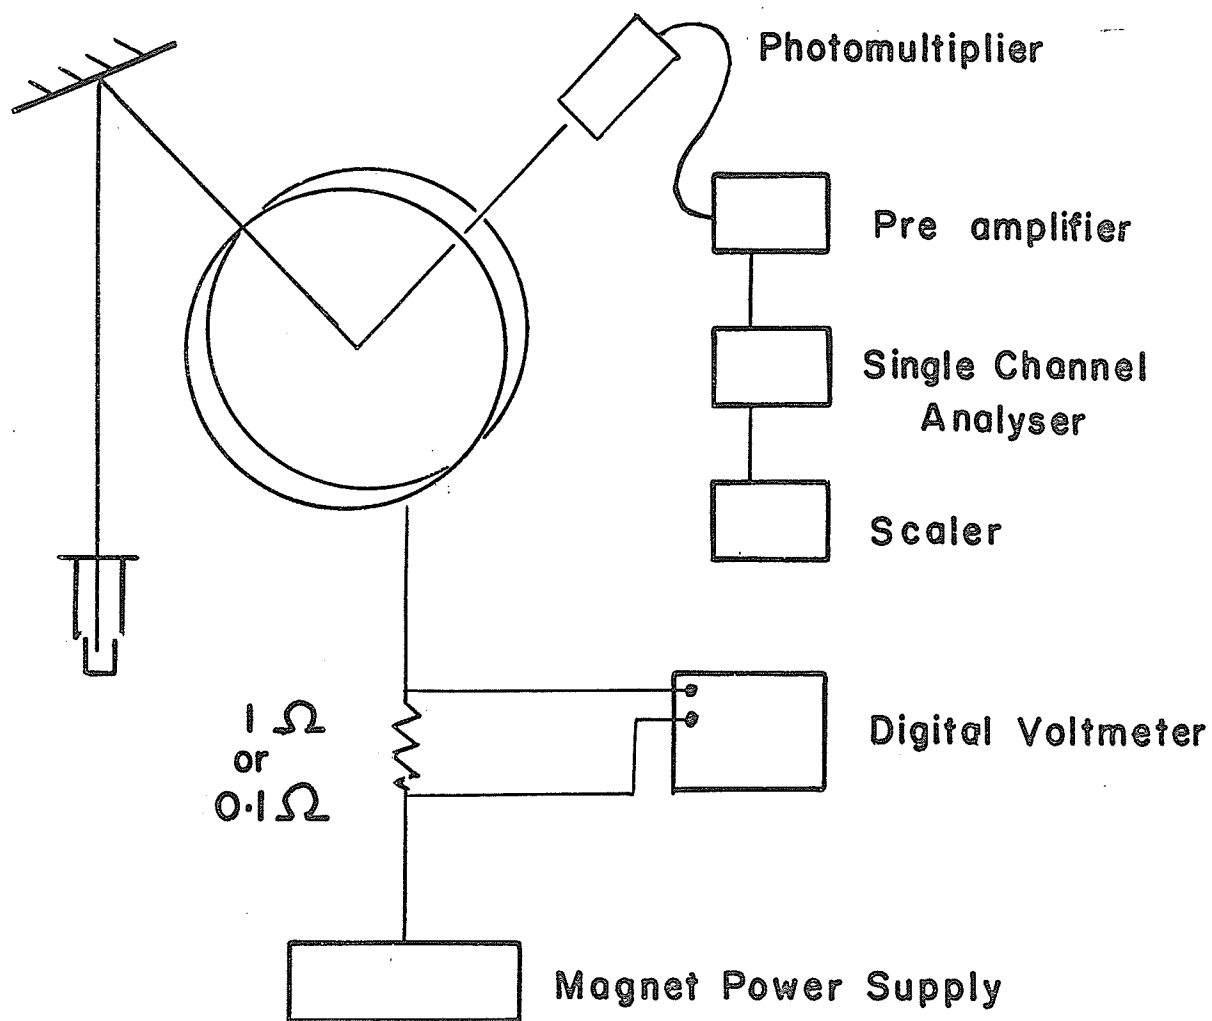 Photomultiplier
Pre amplifier
Single Channel
Analyser
Scaler
1 Ω
or
0·1 Ω
Digital Voltmeter
Magnet Power Supply